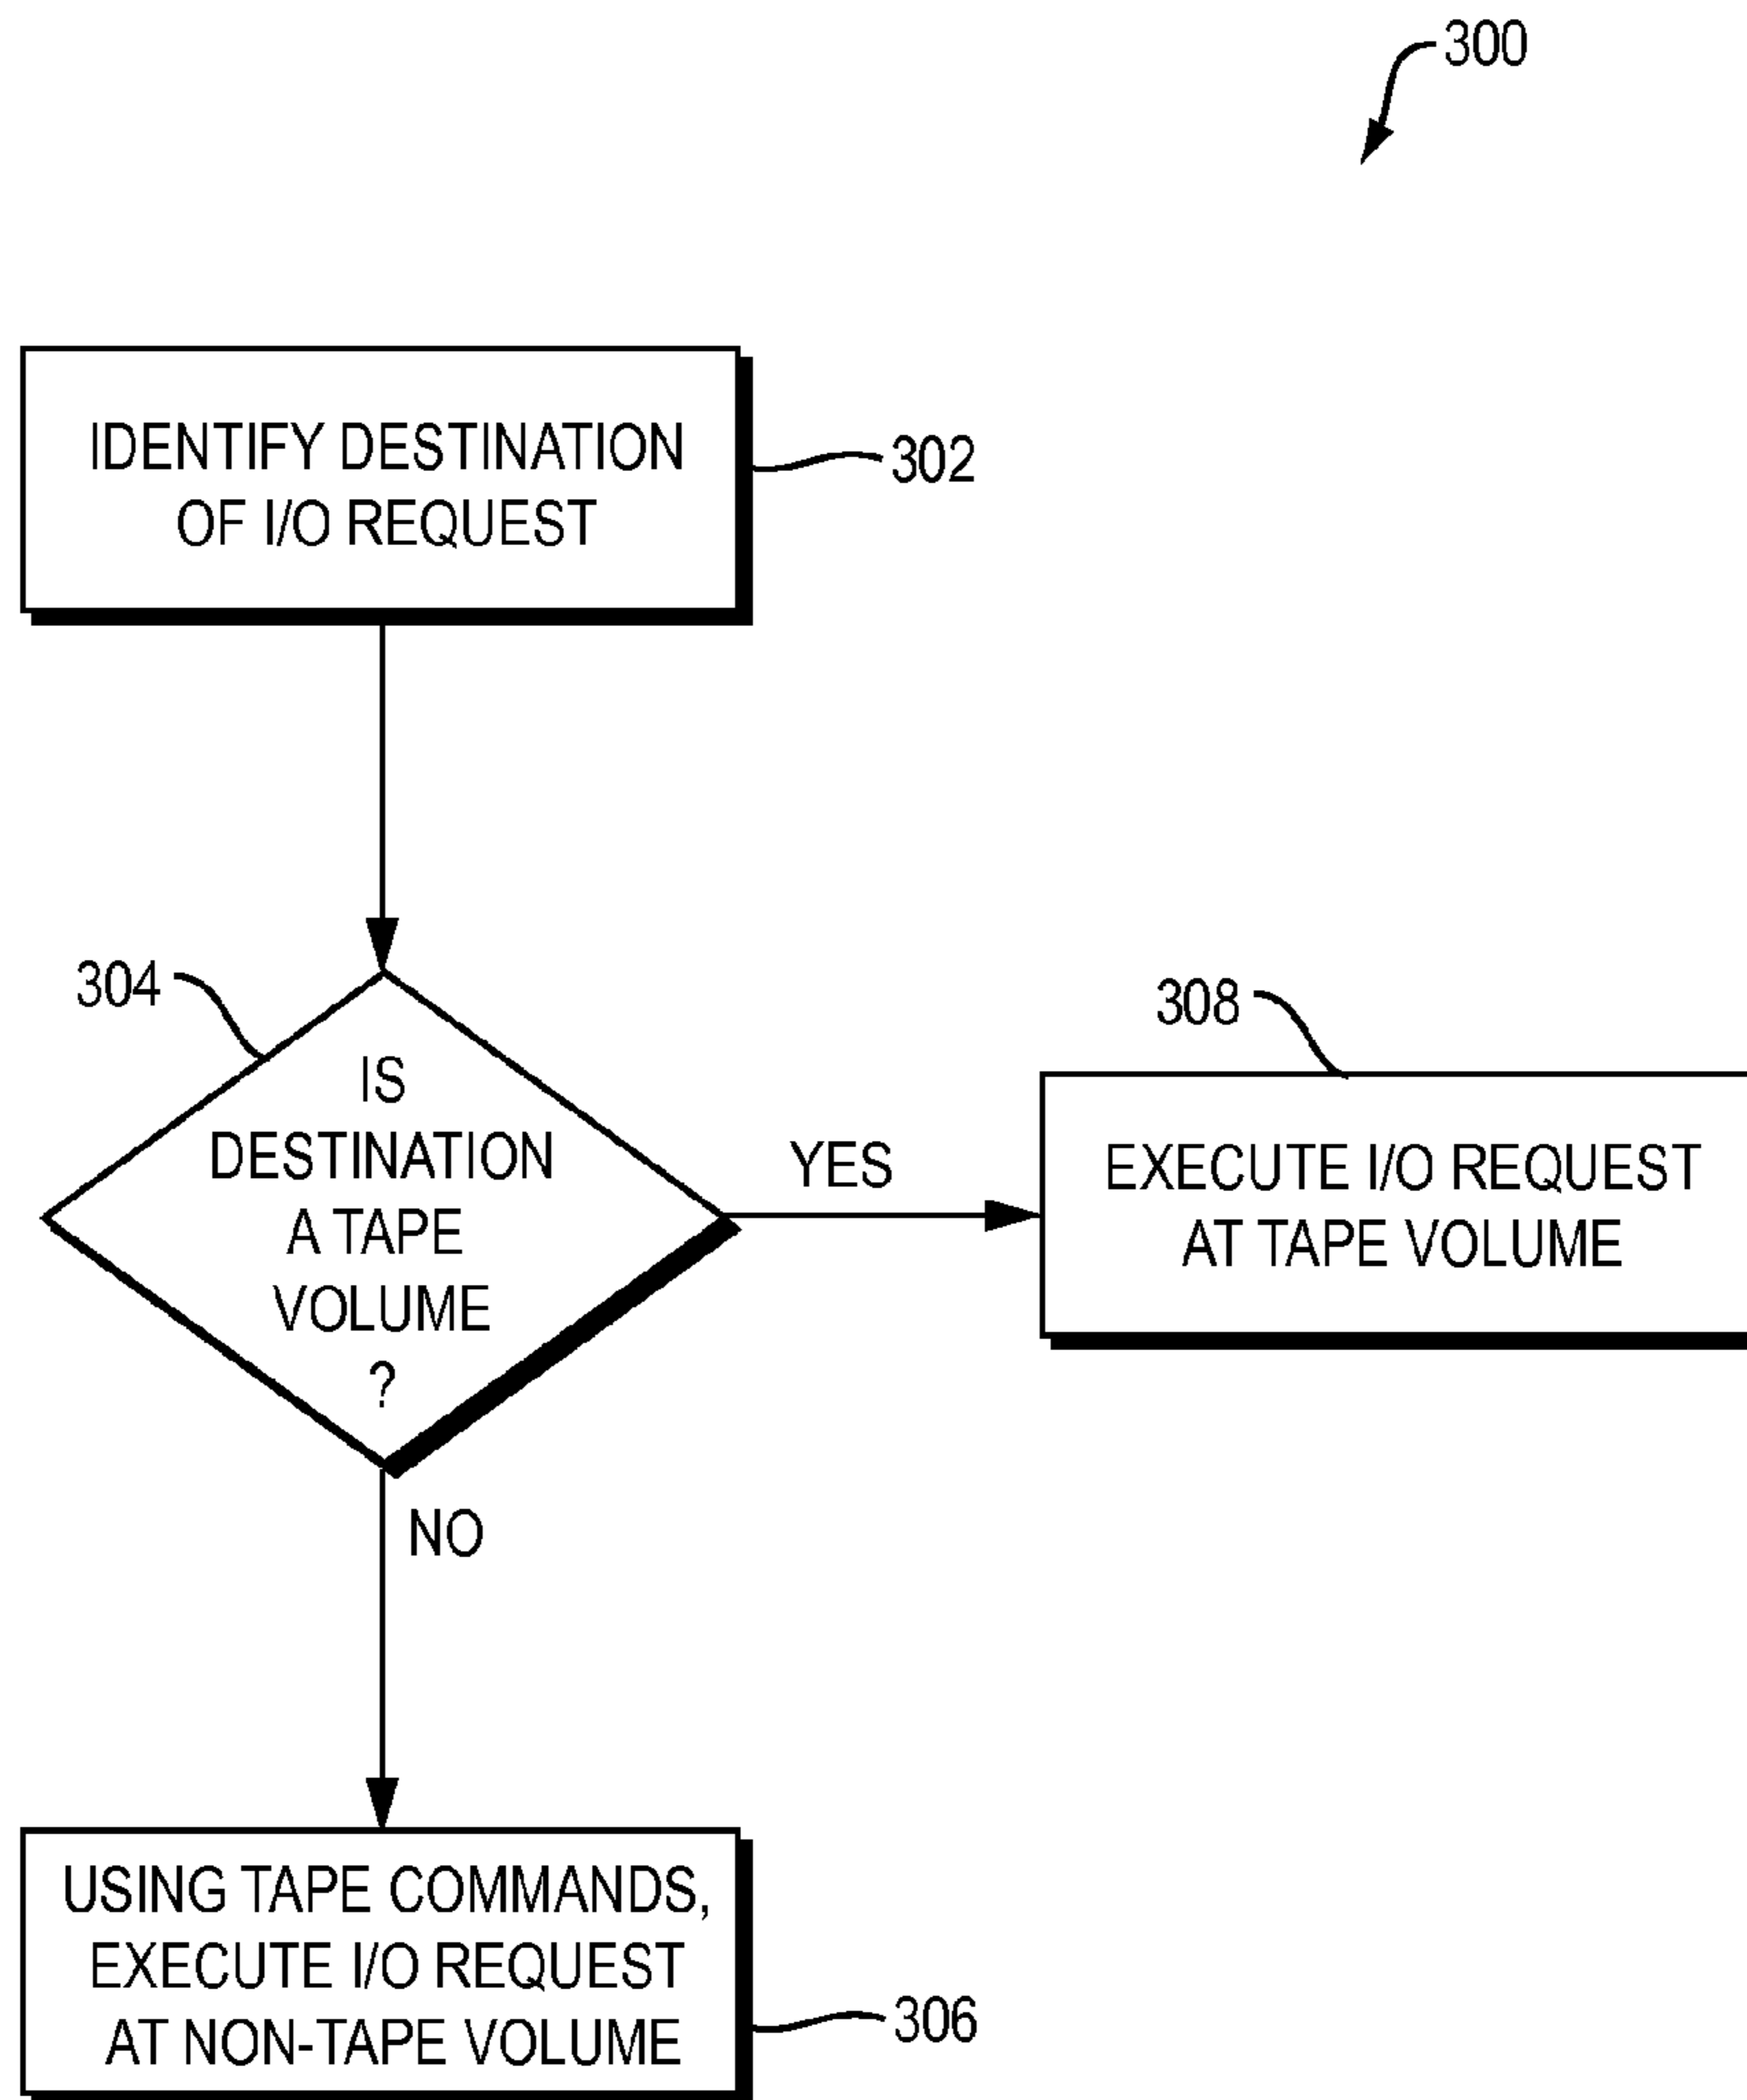 300
IDENTIFY DESTINATION
OF I/O REQUEST
302
304
IS
DESTINATION
A TAPE
VOLUME
?
YES
308
EXECUTE I/O REQUEST
AT TAPE VOLUME
NO
USING TAPE COMMANDS,
EXECUTE I/O REQUEST
AT NON-TAPE VOLUME
306